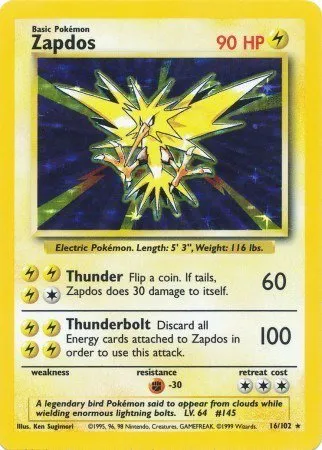 Basic Pokémon
Zapdos 90 HP
Electric Pokémon. Length: 5' 3", Weight: 116 lbs.
Thunder Flip a coin. If tails,
Zapdos does 30 damage to itself. 60
Thunderbolt Discard all
Energy cards attached to Zapdos in
order to use this attack. 100
weakness resistance retreat cost
-30
A legendary bird Pokémon said to appear from clouds while
wielding enormous lightning bolts. LV. 64 #145
Illus. Ken Sugimori ©1995, 96, 98 Nintendo, Creatures, GAMEFREAK. ©1999 Wizards. 16/102 ★